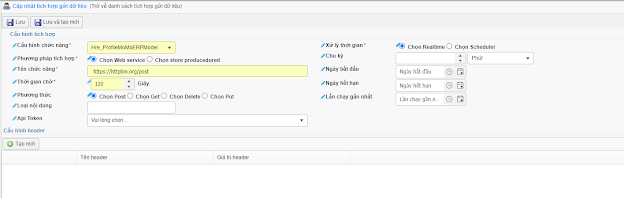 Cập nhật tích hợp gửi dữ liệu (Trở về danh sách tích hợp gửi dữ liệu)
Lưu Lưu và tạo mới
Cấu hình tích hợp
Cấu hình chức năng * Hre_ProfileMoMoERPModel Xử lý thời gian * Chọn Realtime Chọn Scheduler
Phương pháp tích hợp * Chọn Web service Chọn store producedured Chu kỳ Phút
Tên chức năng * https://httpbin.org/post Ngày bắt đầu Ngày bắt đầu
Thời gian chờ * 120 Giây Ngày hết hạn Ngày hết hạn
Phương thức Chọn Post Chọn Get Chọn Delete Chọn Put Lần chạy gần nhất Lần chạy gần n...
Loại nội dung
Api Token Vui lòng chọn...
Cấu hình header
Tạo mới
Tên header Giá trị header